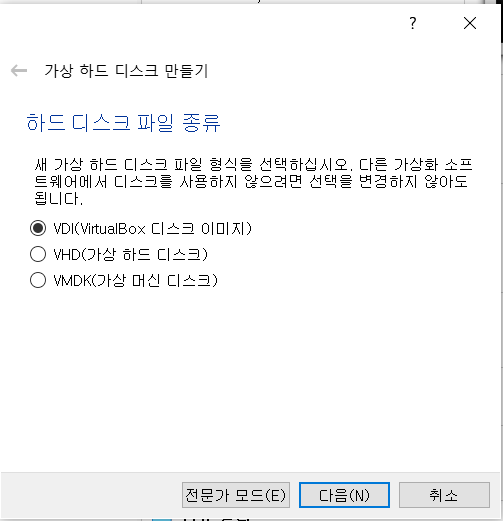 ?
가상 하드 디스크 만들기
하드 디스크 파일 종류
새 가상 하드 디스크 파일 형식을 선택하십시오. 다른 가상화 소프
트웨어에서 디스크를 사용하지 않으려면 선택을 변경하지 않아도
됩니다.
VDI(VirtualBox 디스크 이미지)
VHD(가상 하드 디스크)
VMDK(가상 머신 디스크)
전문가 모드(E) 다음(N) 취소